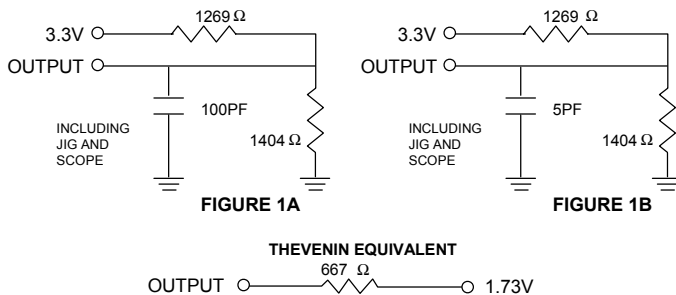 1269 Ω
3.3V
OUTPUT
100PF
INCLUDING
JIG AND
SCOPE
1404 Ω
FIGURE 1A
1269 Ω
3.3V
OUTPUT
5PF
INCLUDING
JIG AND
SCOPE
1404 Ω
FIGURE 1B
THEVENIN EQUIVALENT
667 Ω
OUTPUT 1.73V